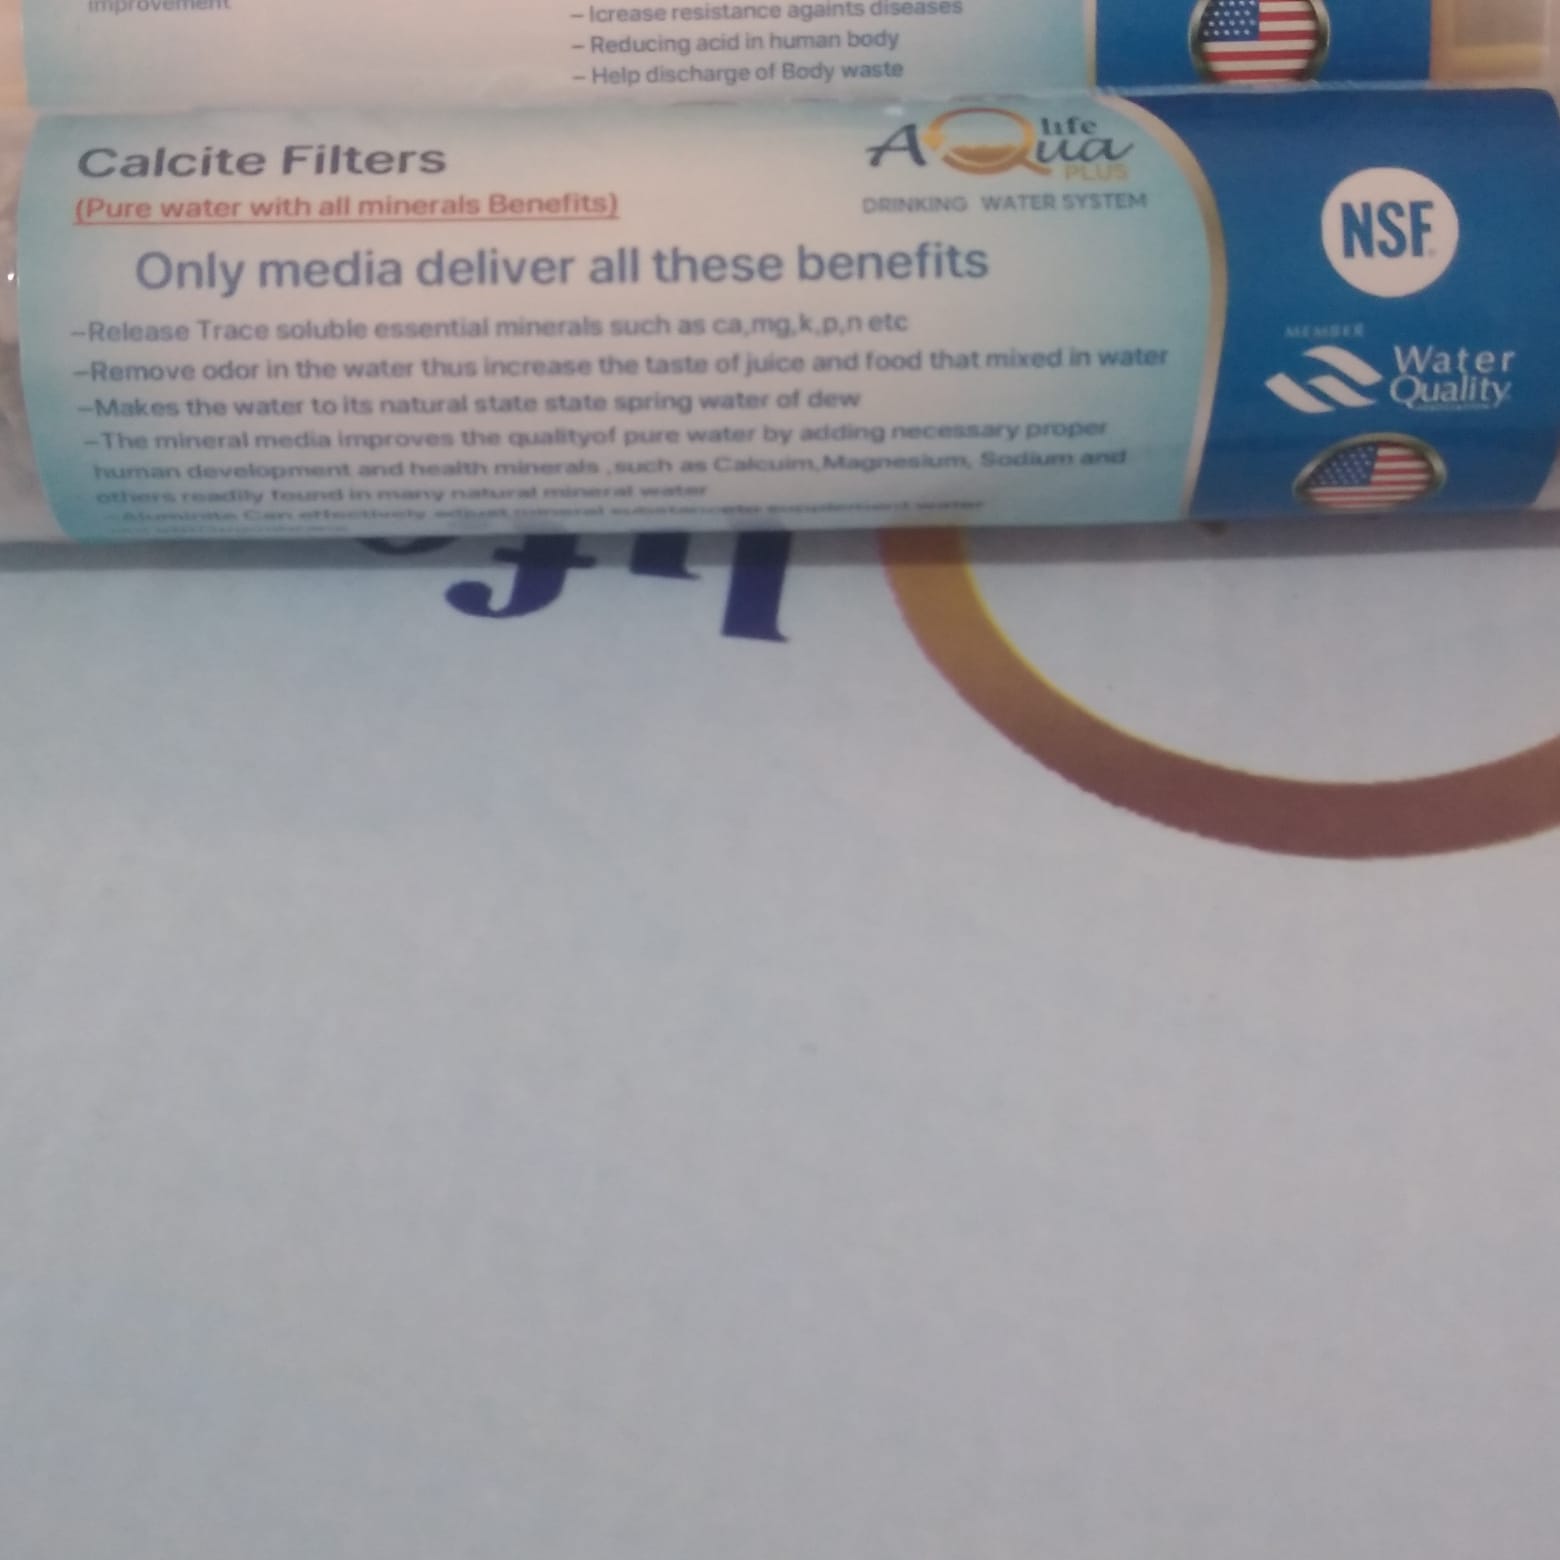 improvement
– Icrease resistance againts diseases
– Reducing acid in human body
– Help discharge of Body waste
Calcite Filters
(Pure water with all minerals Benefits)
AQua life
PLUS
DRINKING WATER SYSTEM
Only media deliver all these benefits
–Release Trace soluble essential minerals such as ca,mg,k,p,n etc
–Remove odor in the water thus increase the taste of juice and food that mixed in water
–Makes the water to its natural state state spring water of dew
–The mineral media improves the qualityof pure water by adding necessary proper
human development and health minerals ,such as Calcuim,Magnesium, Sodium and
others readily found in many natural mineral water
Can effectively adjust mineral
NSF
MEMBER
Water
Quality